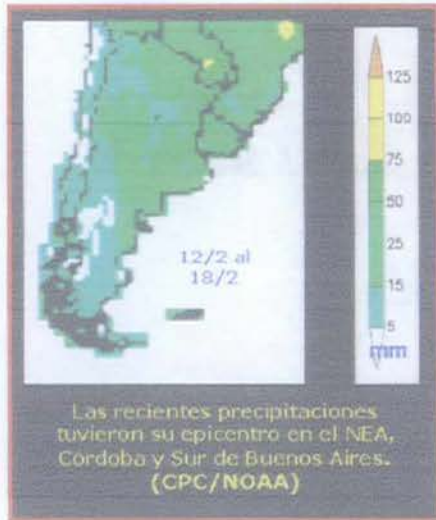 12/2 al
18/2
125
100
75
50
25
15
5
mm
Las recientes precipitaciones
tuvieron su epicentro en el NEA,
Córdoba y Sur de Buenos Aires.
(CPC/NOAA)